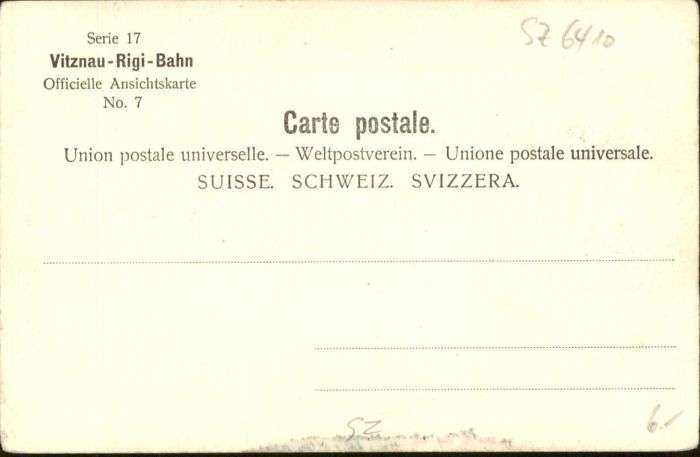 Serie 17
Vitznau-Rigi-Bahn
Officielle Ansichtskarte
No. 7
SZ 6410
Carte postale.
Union postale universelle. — Weltpostverein. — Unione postale universale.
SUISSE. SCHWEIZ. SVIZZERA.
SZ
6.-